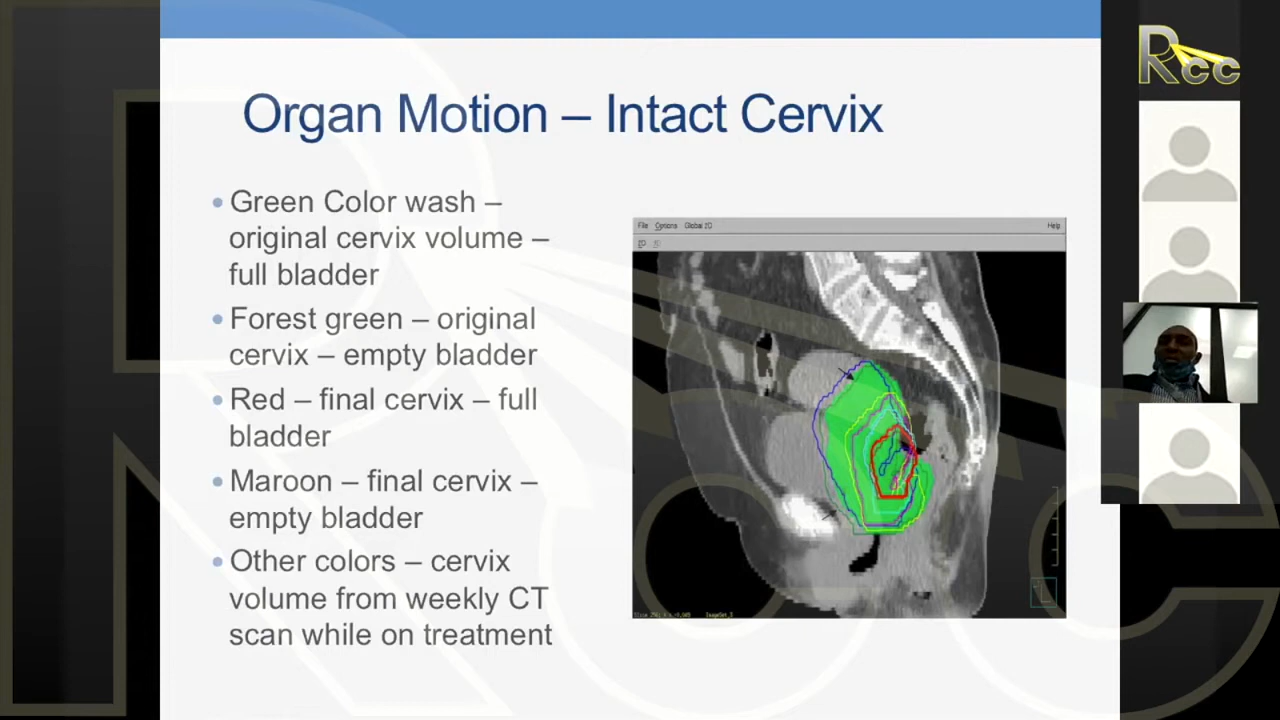 Rcc
Organ Motion – Intact Cervix
• Green Color wash –
original cervix volume –
full bladder
• Forest green – original
cervix – empty bladder
• Red – final cervix – full
bladder
• Maroon – final cervix –
empty bladder
• Other colors – cervix
volume from weekly CT
scan while on treatment
File Options Help